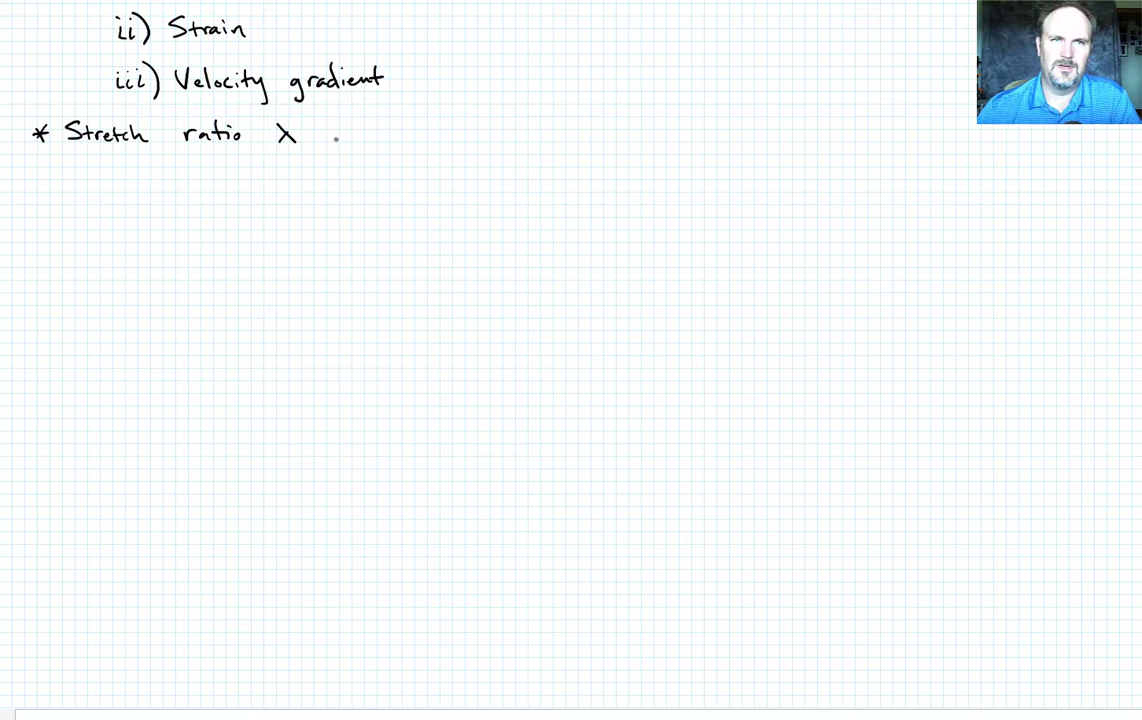 ii) Strain
iii) Velocity gradient
* Stretch ratio λ